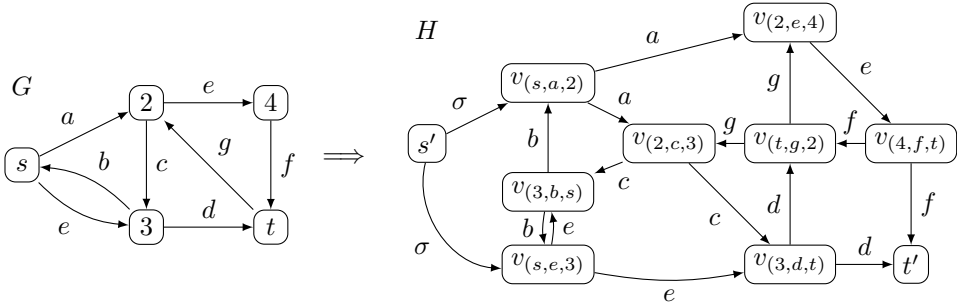 H
v(2,e,4)
a
e
G
v(s,a,2)
g
2
e
4
σ
a
a
b
g
f
s′
v(2,c,3)
v(t,g,2)
v(4,f,t)
b
c
g
f
⟹
s
c
v(3,b,s)
c
d
f
e
3
d
t
σ
b
e
v(s,e,3)
v(3,d,t)
d
t′
e